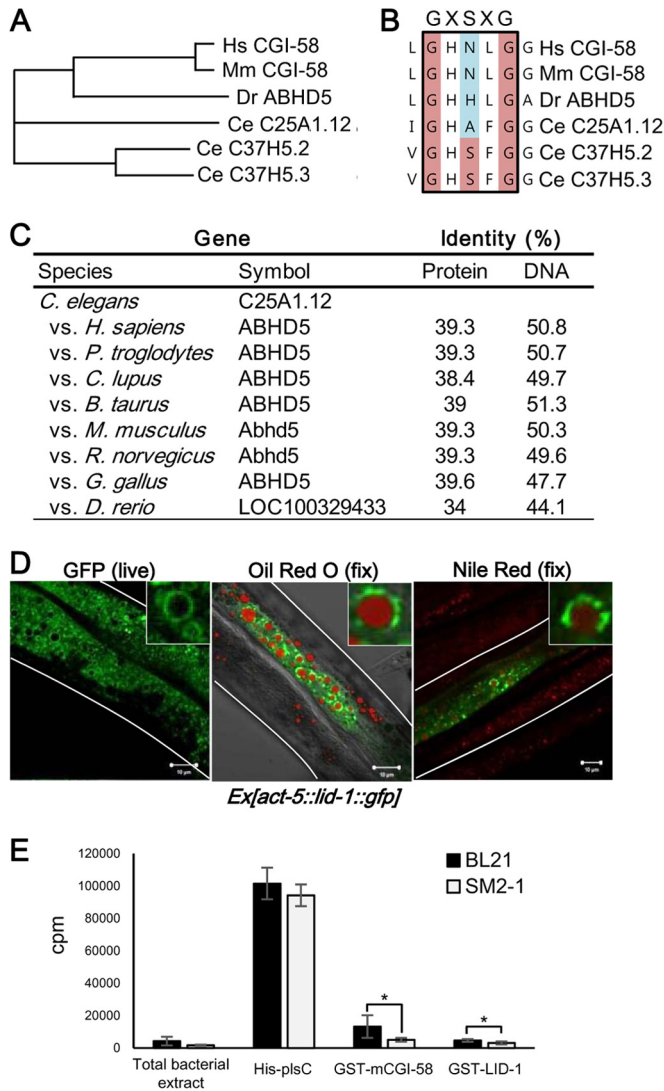 A
Hs CGI-58
Mm CGI-58
Dr ABHD5
Ce C25A1.12
Ce C37H5.2
Ce C37H5.3
B
G X S X G
L G H N L G G Hs CGI-58
L G H N L G G Mm CGI-58
L G H H L G A Dr ABHD5
I G H A F G G Ce C25A1.12
V G H S F G G Ce C37H5.2
V G H S F G G Ce C37H5.3
C
Gene Identity (%)
Species Symbol Protein DNA
C. elegans C25A1.12
vs. H. sapiens ABHD5 39.3 50.8
vs. P. troglodytes ABHD5 39.3 50.7
vs. C. lupus ABHD5 38.4 49.7
vs. B. taurus ABHD5 39 51.3
vs. M. musculus Abhd5 39.3 50.3
vs. R. norvegicus Abhd5 39.3 49.6
vs. G. gallus ABHD5 39.6 47.7
vs. D. rerio LOC100329433 34 44.1
D
GFP (live) Oil Red O (fix) Nile Red (fix)
10 µm 10 µm 10 µm
Ex[act-5::lid-1::gfp]
E
BL21
SM2-1
cpm
120000
100000
80000
60000
40000
20000
0
* *
Total bacterial extract His-plsC GST-mCGI-58 GST-LID-1